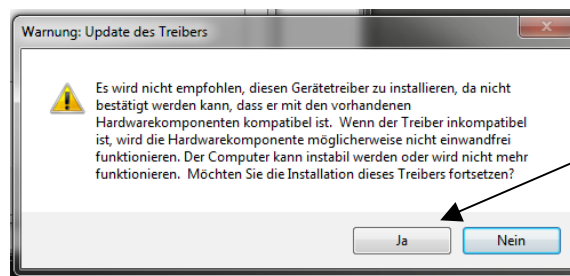 Warnung: Update des Treibers
Es wird nicht empfohlen, diesen Gerätetreiber zu installieren, da nicht
bestätigt werden kann, dass er mit den vorhandenen
Hardwarekomponenten kompatibel ist.  Wenn der Treiber inkompatibel
ist, wird die Hardwarekomponente möglicherweise nicht einwandfrei
funktionieren. Der Computer kann instabil werden oder wird nicht mehr
funktionieren.  Möchten Sie die Installation dieses Treibers fortsetzen?
Ja
Nein